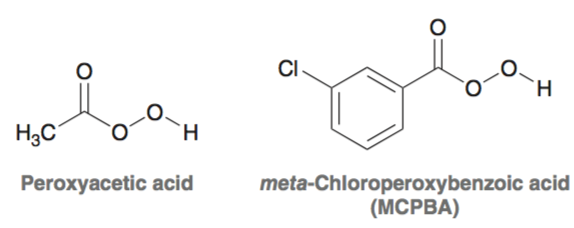 O
H₃C
O
O
H
Peroxyacetic acid
O
Cl
O
O
H
meta-Chloroperoxybenzoic acid
(MCPBA)